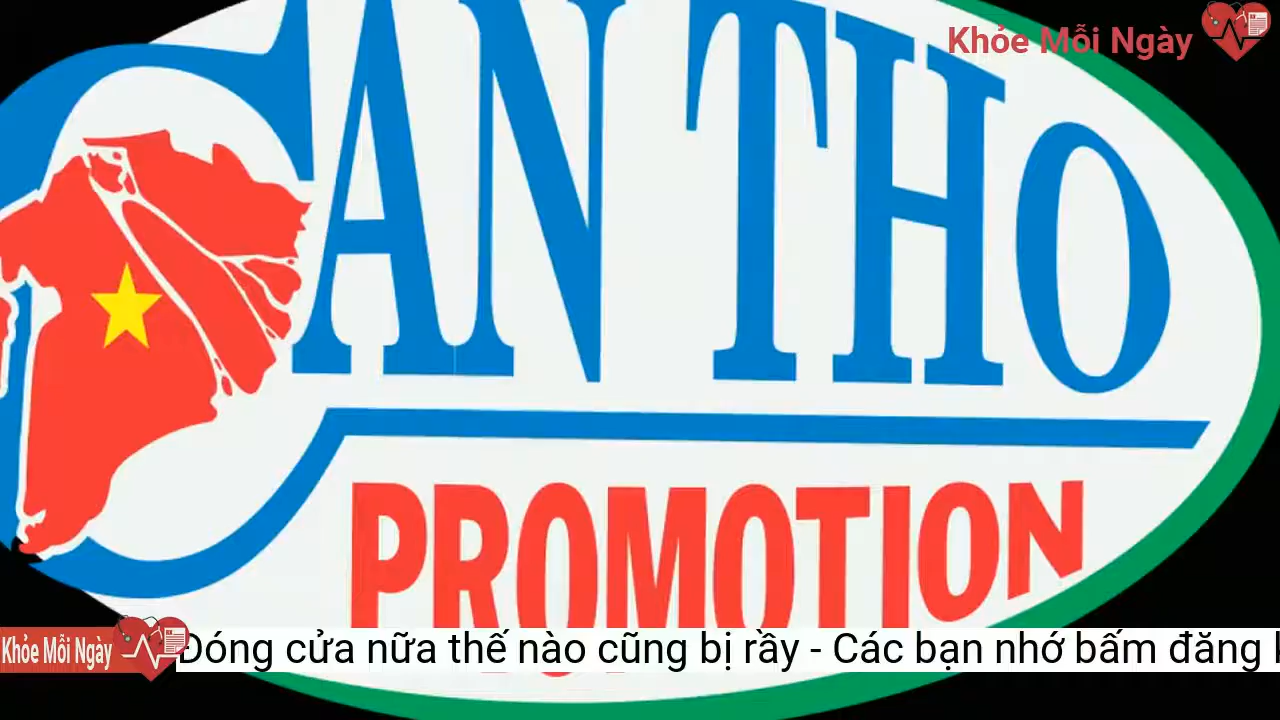 Khỏe Mỗi Ngày
CAN THO
PROMOTION
Khỏe Mỗi Ngày
Đóng cửa nữa thế nào cũng bị rầy - Các bạn nhớ bấm đăng